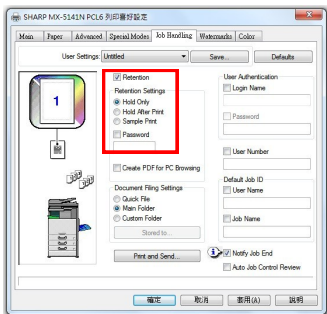 SHARP MX-5141N PCL6 列印喜好設定
Main Paper Advanced Special Modes Job Handling Watermarks Color
User Settings: Untitled Save... Defaults
Retention
Retention Settings
Hold Only
Hold After Print
Sample Print
Password
Create PDF for PC Browsing
Document Filing Settings
Quick File
Main Folder
Custom Folder
Stored to...
Print and Send...
User Authentication
Login Name
Password
User Number
Default Job ID
User Name
Job Name
Notify Job End
Auto Job Control Review
1
確定 取消 套用(A) 說明